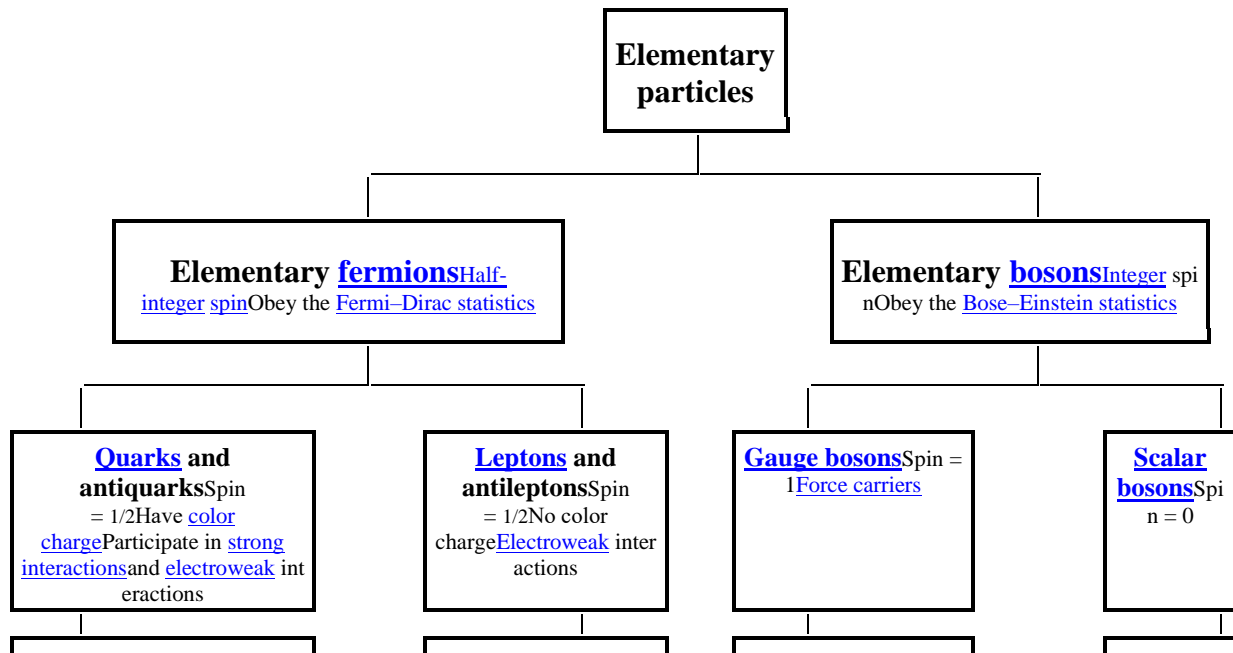 Elementary
particles
Elementary fermionsHalf-
integer spinObey the Fermi–Dirac statistics
Elementary bosonsInteger spi
nObey the Bose–Einstein statistics
Quarks and
antiquarksSpin
= 1/2Have color
chargeParticipate in strong
interactionsand electroweak int
eractions
Leptons and
antileptonsSpin
= 1/2No color
chargeElectroweak inter
actions
Gauge bosonsSpin =
1Force carriers
Scalar
bosonsSpi
n = 0